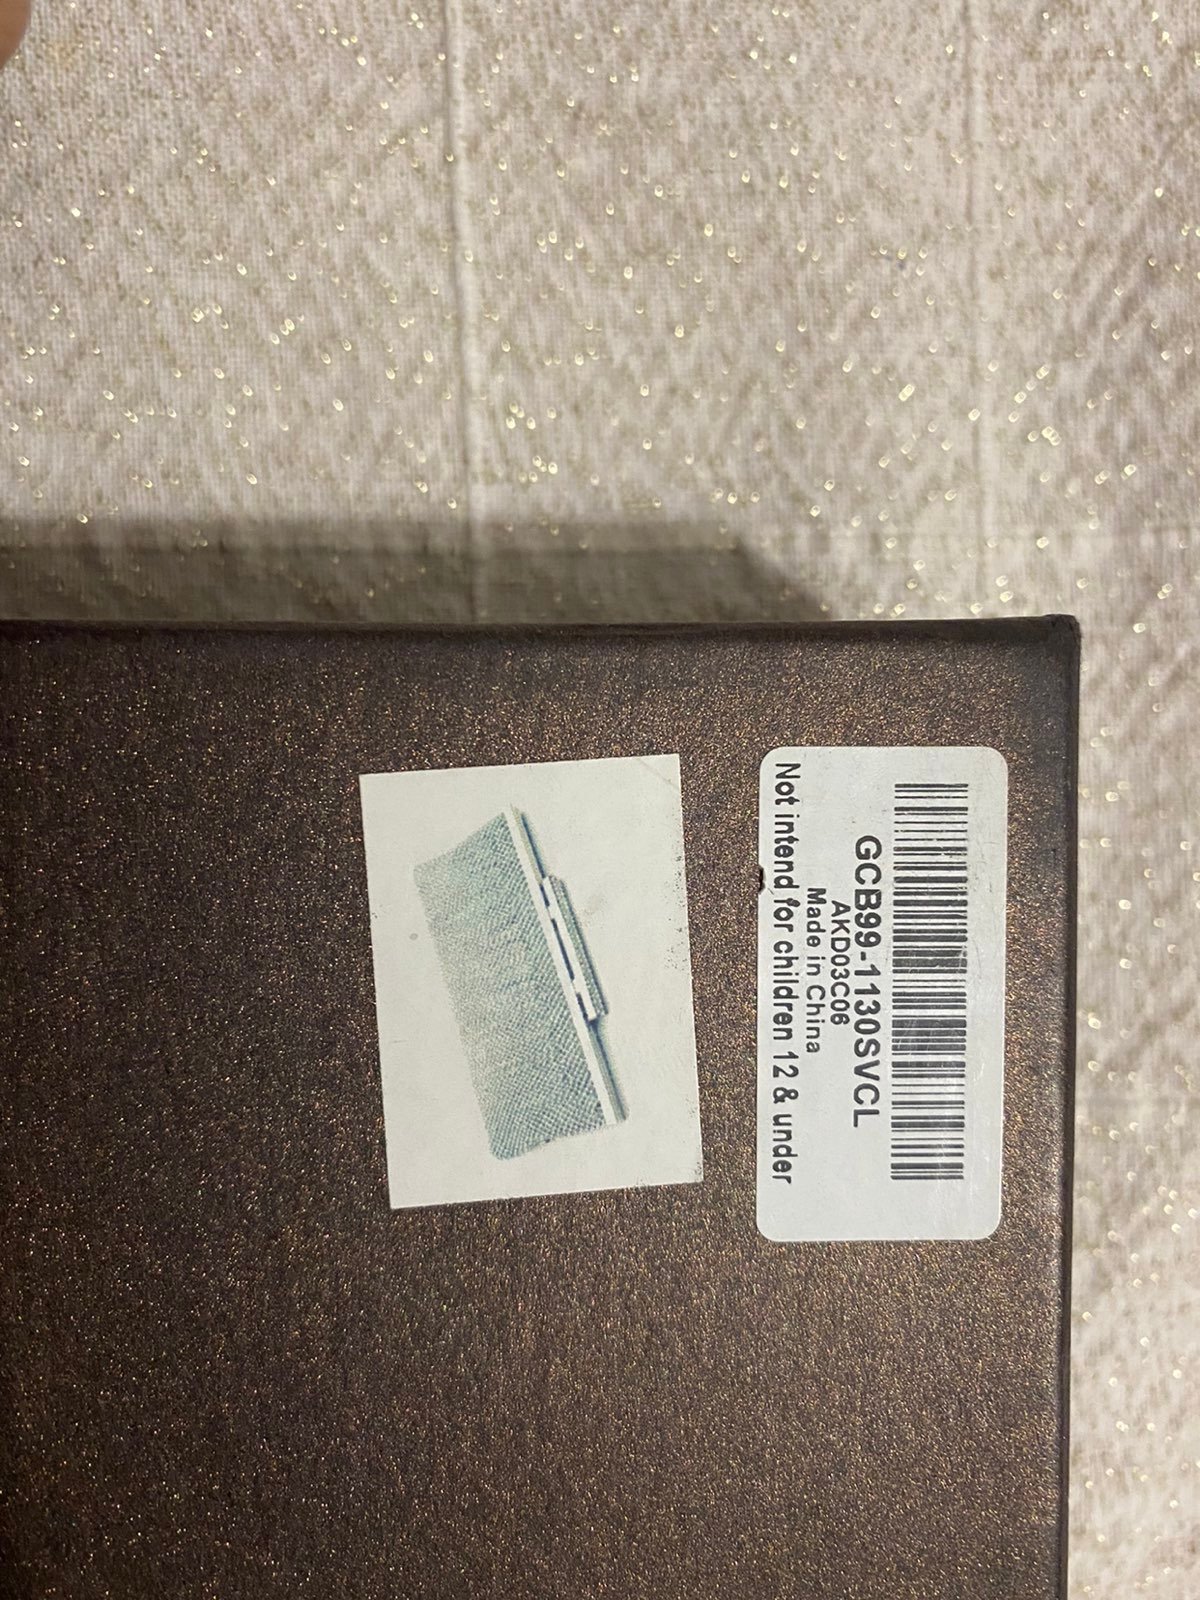 GCB99-1130SVCL
AKD03C06
Made in China
Not intend for children 12 & under